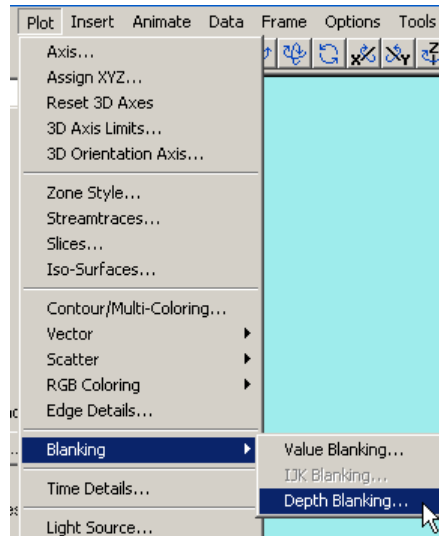 Plot Insert Animate Data Frame Options Tools
Axis...
Assign XYZ...
Reset 3D Axes
3D Axis Limits...
3D Orientation Axis...
Zone Style...
Streamtraces...
Slices...
Iso-Surfaces...
Contour/Multi-Coloring...
Vector
Scatter
RGB Coloring
Edge Details...
Blanking
Value Blanking...
IJK Blanking...
Depth Blanking...
Time Details...
Light Source...